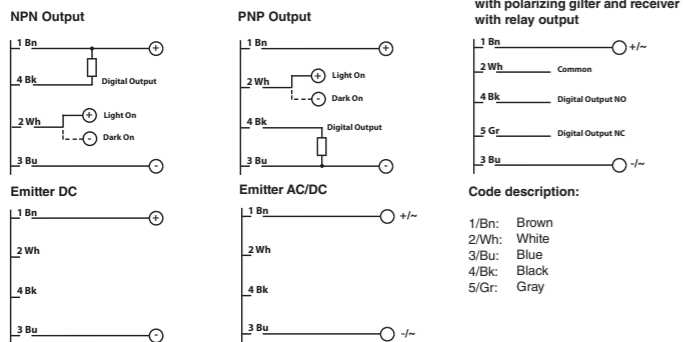 with polarizing gilter and receiver
with relay output
NPN Output
1 Bn
+
4 Bk
Digital Output
2 Wh
+ Light On
- Dark On
3 Bu
-
PNP Output
1 Bn
+
2 Wh
+ Light On
- Dark On
4 Bk
Digital Output
3 Bu
-
1 Bn
+/~
2 Wh
Common
4 Bk
Digital Output NO
5 Gr
Digital Output NC
3 Bu
-/~
Emitter DC
1 Bn
+
2 Wh
4 Bk
3 Bu
-
Emitter AC/DC
1 Bn
+/~
2 Wh
4 Bk
3 Bu
-/~
Code description:
1/Bn: Brown
2/Wh: White
3/Bu: Blue
4/Bk: Black
5/Gr: Gray